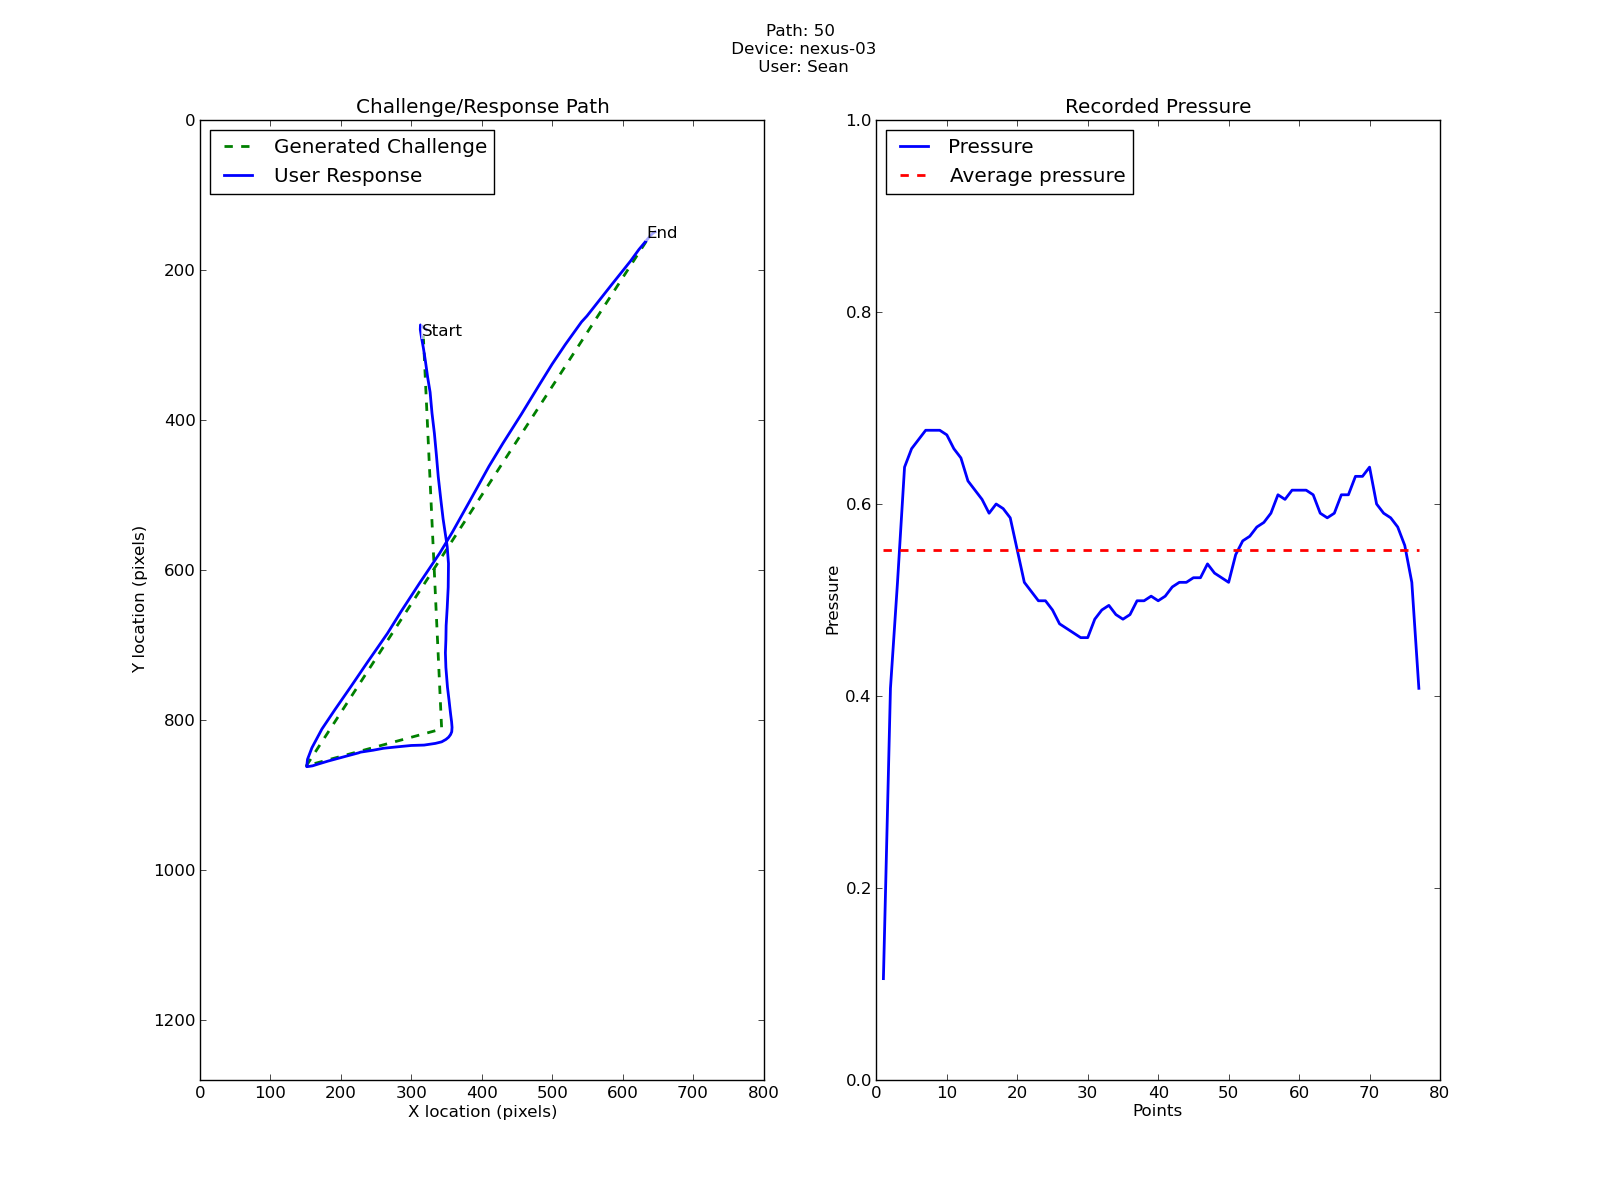 Path: 50
Device: nexus-03
User: Sean
Challenge/Response Path
Generated Challenge
User Response
End
Start
0
200
400
600
800
1000
1200
Y location (pixels)
0 100 200 300 400 500 600 700 800
X location (pixels)
Recorded Pressure
Pressure
Average pressure
1.0
0.8
0.6
0.4
0.2
0.0
Pressure
0 10 20 30 40 50 60 70 80
Points